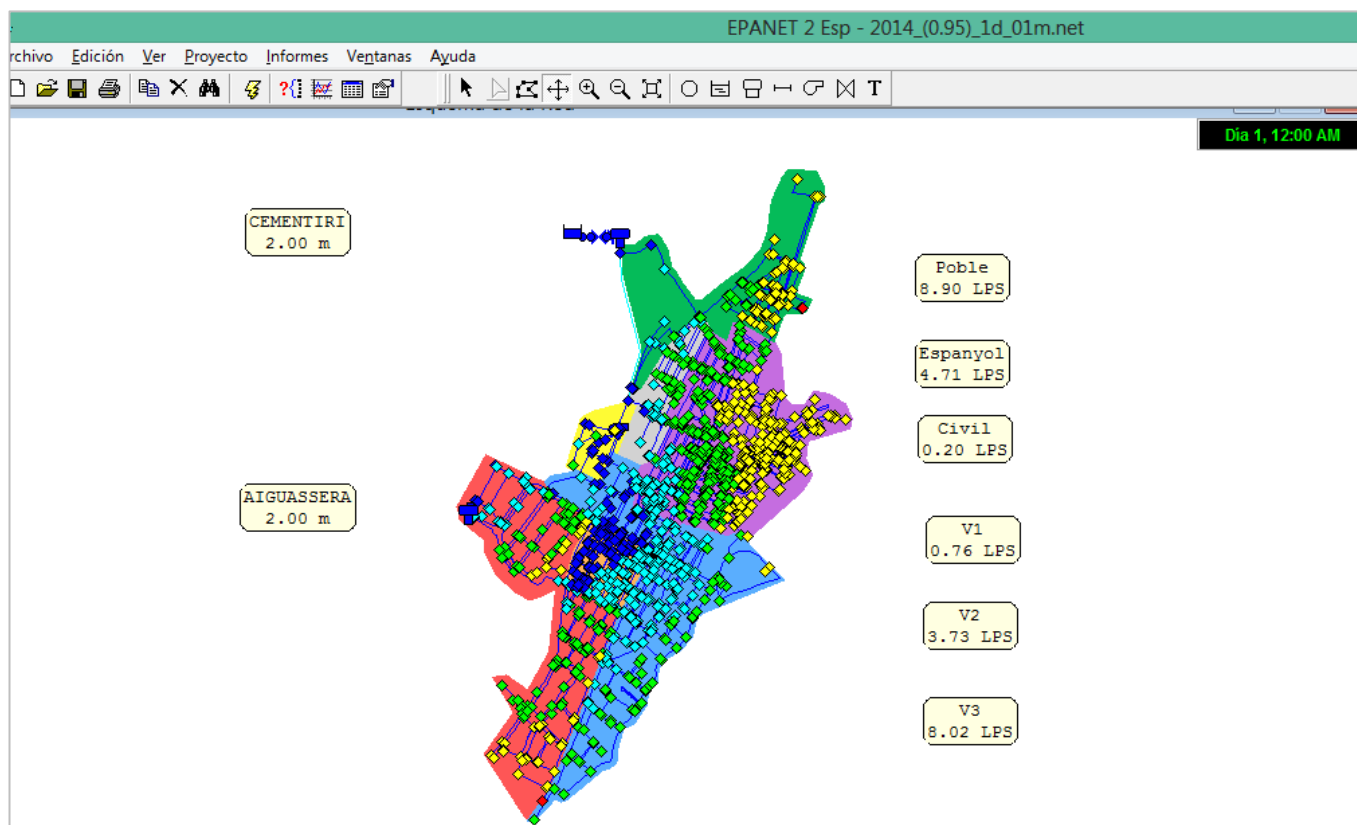 EPANET 2 Esp - 2014_(0.95)_1d_01m.net
rchivo Edición Ver Proyecto Informes Ventanas Ayuda
T
Día 1, 12:00 AM
CEMENTIRI
2.00 m
Poble
8.90 LPS
Espanyol
4.71 LPS
Civil
0.20 LPS
AIGUASSERA
2.00 m
V1
0.76 LPS
V2
3.73 LPS
V3
8.02 LPS